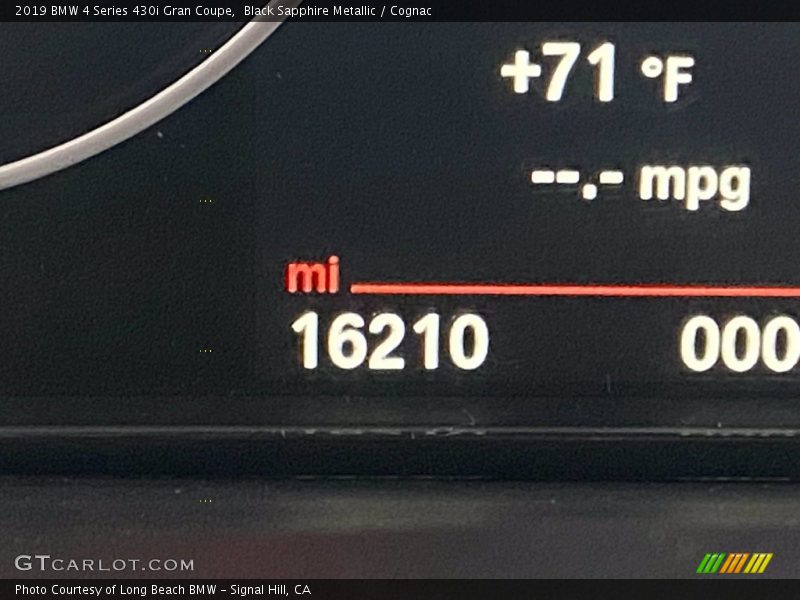 2019 BMW 4 Series 430i Gran Coupe,  Black Sapphire Metallic / Cognac
+71 °F
--.- mpg
mi
16210 000
GTCARLOT.COM
Photo Courtesy of Long Beach BMW - Signal Hill, CA